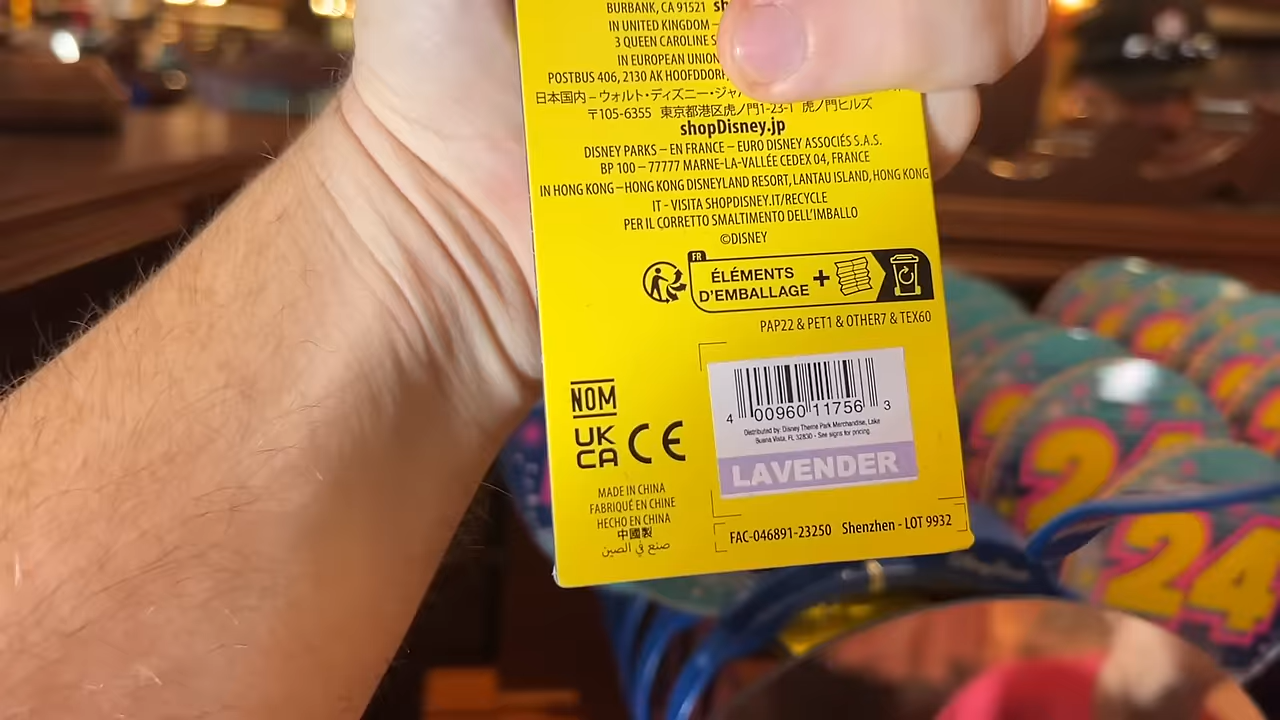 BURBANK, CA 91521 sh
IN UNITED KINGDOM –
3 QUEEN CAROLINE S
IN EUROPEAN UNION
POSTBUS 406, 2130 AK HOOFDDORF,
日本国内 – ウォルト・ディズニー・ジャ
〒105-6355 東京都港区虎ノ門1-23-1 虎ノ門ヒルズ
shopDisney.jp
DISNEY PARKS – EN FRANCE – EURO DISNEY ASSOCIÉS S.A.S.
BP 100 – 77777 MARNE-LA-VALLÉE CEDEX 04, FRANCE
IN HONG KONG – HONG KONG DISNEYLAND RESORT, LANTAU ISLAND, HONG KONG
IT - VISITA SHOPDISNEY.IT/RECYCLE
PER IL CORRETTO SMALTIMENTO DELL'IMBALLO
©DISNEY
FR
ÉLÉMENTS
D'EMBALLAGE +
PAP22 & PET1 & OTHER7 & TEX60
NOM
UK
CA CE
4 00960 11756 3
Distributed by: Disney Theme Park Merchandise, Lake
Buena Vista, FL 32830 - See signs for pricing.
LAVENDER
MADE IN CHINA
FABRIQUÉ EN CHINE
HECHO EN CHINA
中國製
صنع في الصين
FAC-046891-23250 Shenzhen - LOT 9932
24
24